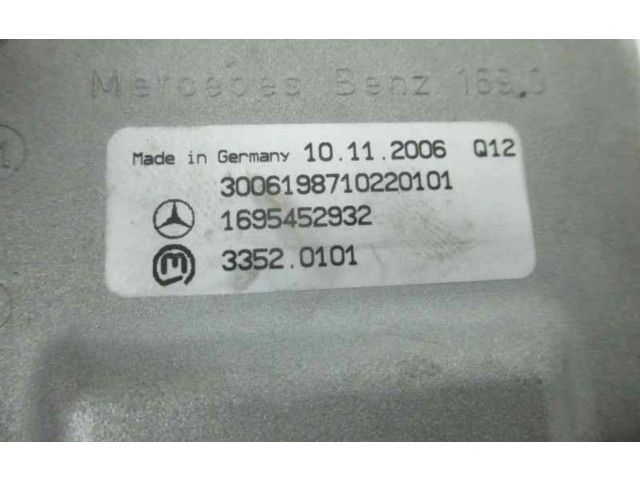 Mercedes Benz. 169.0
Made in Germany 10.11.2006 Q12
3006198710220101
1695452932
3352.0101